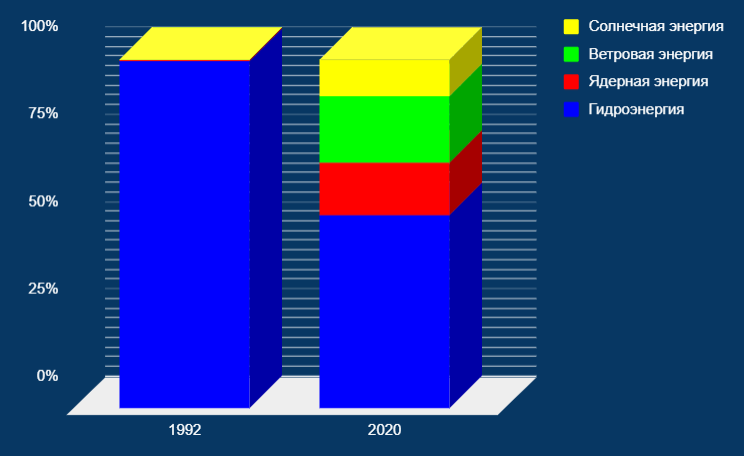 100%
75%
50%
25%
0%
1992
2020
Солнечная энергия
Ветровая энергия
Ядерная энергия
Гидроэнергия